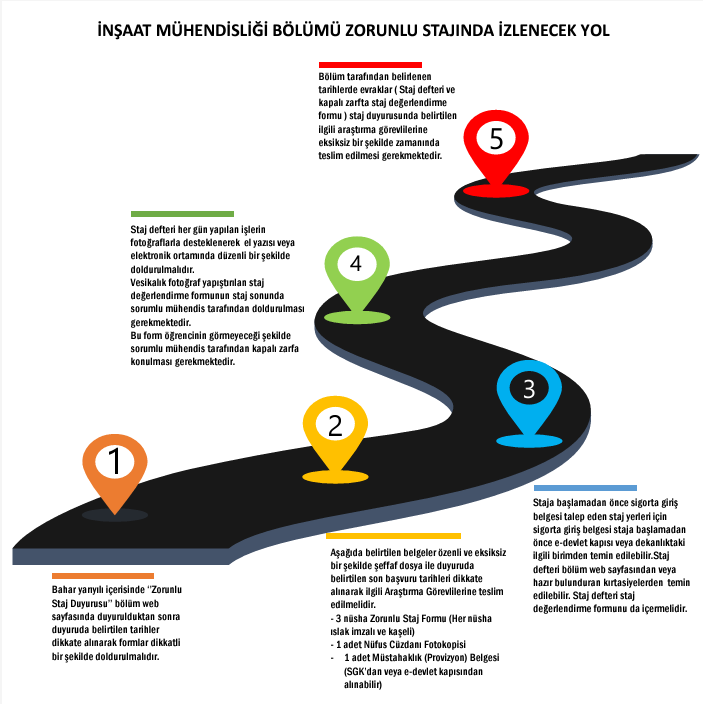 İNŞAAT MÜHENDİSLİĞİ BÖLÜMÜ ZORUNLU STAJINDA İZLENECEK YOL
1
Bahar yarıyılı içerisinde "Zorunlu
Staj Duyurusu" bölüm web
sayfasında duyurulduktan sonra
duyuruda belirtilen tarihler
dikkate alınarak formlar dikkatli
bir şekilde doldurulmalıdır.
2
Aşağıda belirtilen belgeler özenli ve eksiksiz
bir şekilde şeffaf dosya ile duyuruda
belirtilen son başvuru tarihleri dikkate
alınarak ilgili Araştırma Görevlilerine teslim
edilmelidir.
- 3 nüsha Zorunlu Staj Formu (Her nüsha
ıslak imzalı ve kaşeli)
- 1 adet Nüfus Cüzdanı Fotokopisi
- 1 adet Müstahaklık (Provizyon) Belgesi
(SGK'dan veya e-devlet kapısından
alınabilir)
3
Staja başlamadan önce sigorta giriş
belgesi talep eden staj yerleri için
sigorta giriş belgesi staja başlamadan
önce e-devlet kapısı veya dekanlıktaki
ilgili birimden temin edilebilir.Staj
defteri bölüm web sayfasından veya
hazır bulunduran kırtasiyelerden temin
edilebilir. Staj defteri staj
değerlendirme formunu da içermelidir.
4
Staj defteri her gün yapılan işlerin
fotoğraflarla desteklenerek el yazısı veya
elektronik ortamında düzenli bir şekilde
doldurulmalıdır.
Vesikalık fotoğraf yapıştırılan staj
değerlendirme formunun staj sonunda
sorumlu mühendis tarafından doldurulması
gerekmektedir.
Bu form öğrencinin görmeyeceği şekilde
sorumlu mühendis tarafından kapalı zarfa
konulması gerekmektedir.
5
Bölüm tarafından belirlenen
tarihlerde evraklar ( Staj defteri ve
kapalı zarfta staj değerlendirme
formu ) staj duyurusunda belirtilen
ilgili araştırma görevlilerine
eksiksiz bir şekilde zamanında
teslim edilmesi gerekmektedir.